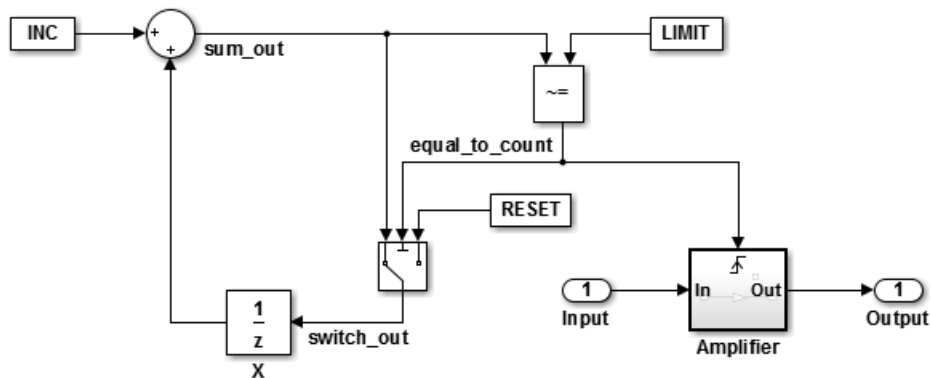 INC
+
+
sum_out
LIMIT
~=
equal_to_count
RESET
1
z
X
switch_out
1
Input
In
Out
Amplifier
1
Output